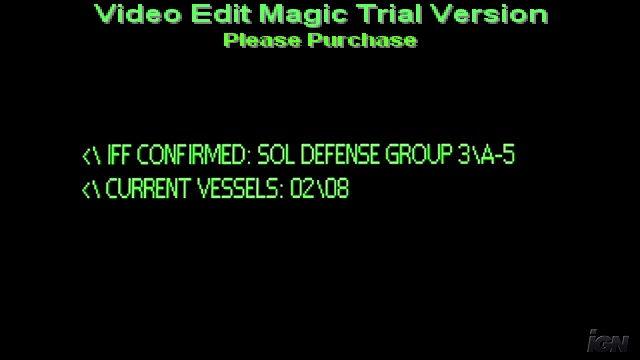 Video Edit Magic Trial Version
Please Purchase
<\ IFF CONFIRMED: SOL DEFENSE GROUP 3\A-5
<\ CURRENT VESSELS: 02\08
IGN